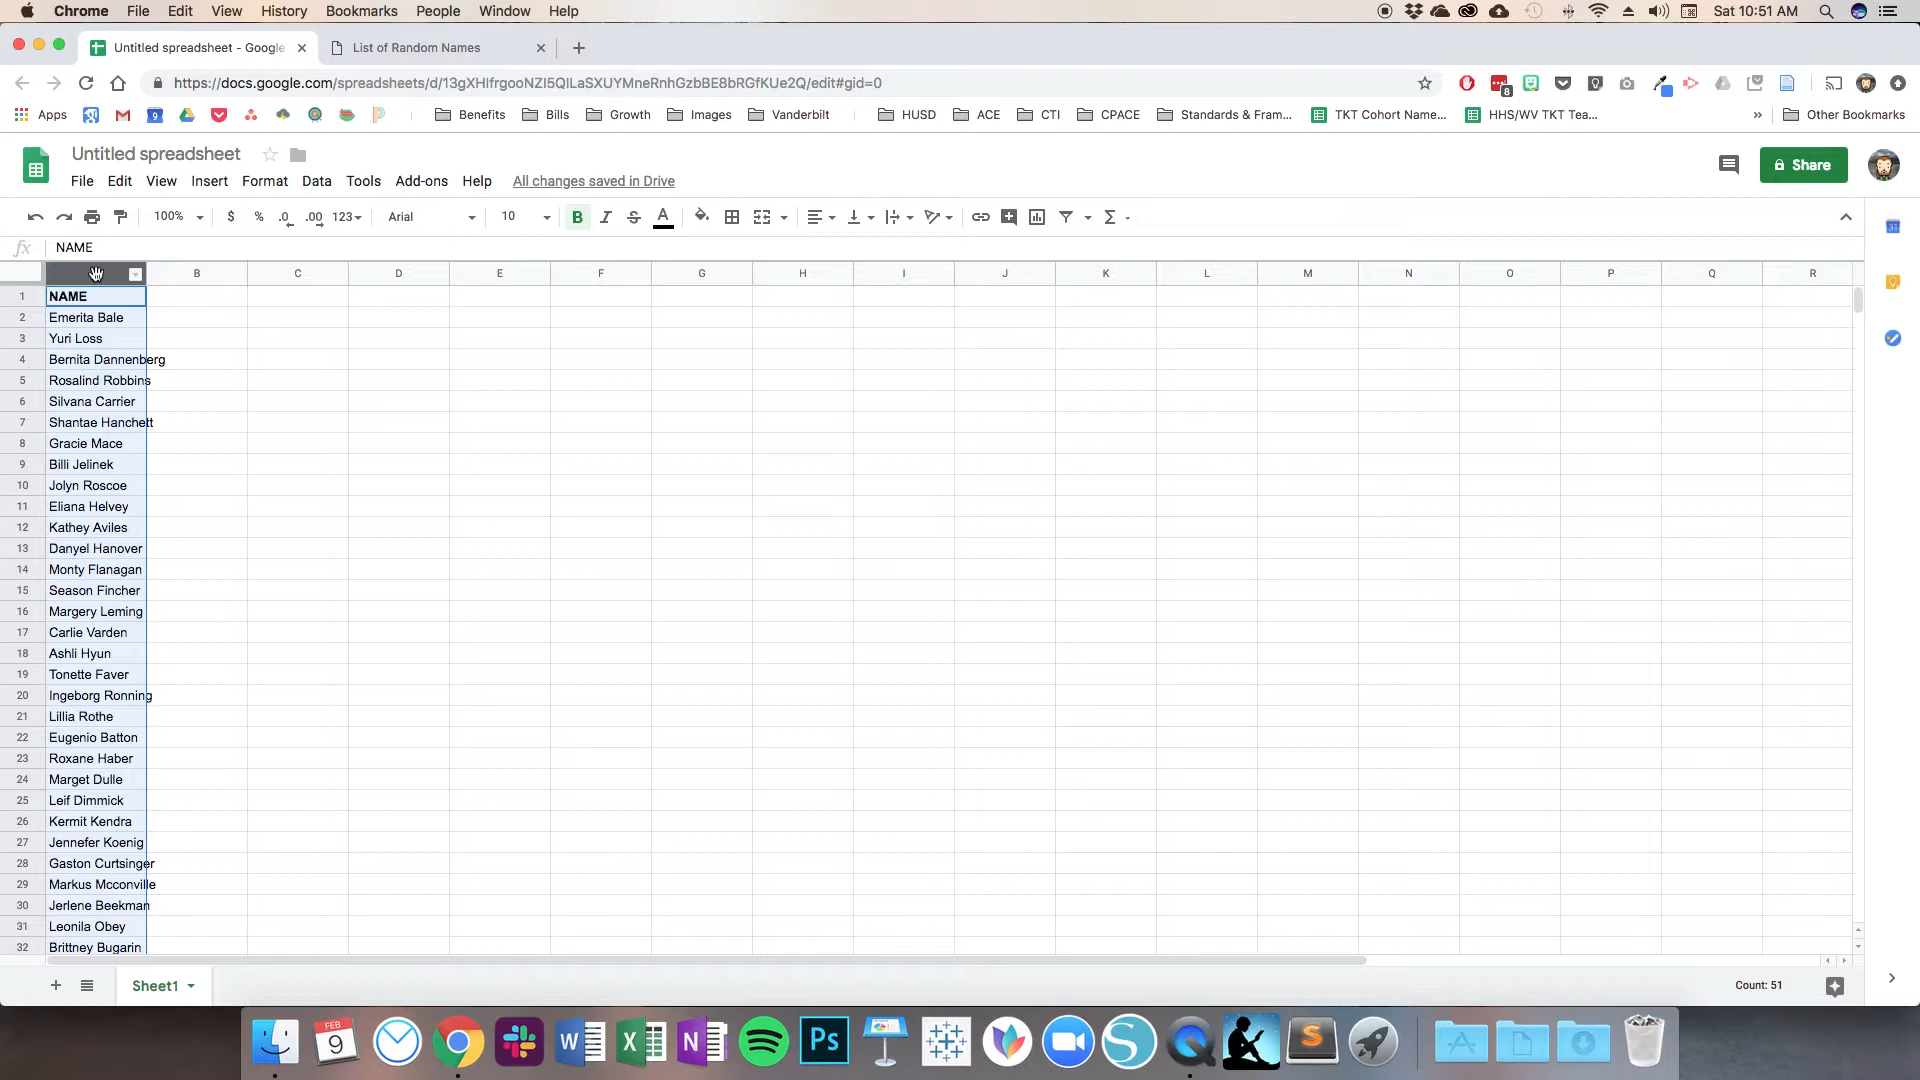 Chrome File Edit View History Bookmarks People Window Help Sat 10:51 AM
Untitled spreadsheet - Google List of Random Names
https://docs.google.com/spreadsheets/d/13gXHIfrgooNZI5QlLaSXUYMneRnhGzbBE8bRGfKUe2Q/edit#gid=0 8
Apps 9 Benefits Bills Growth Images Vanderbilt HUSD ACE CTI CPACE Standards & Fram... TKT Cohort Name... HHS/WV TKT Tea... » Other Bookmarks
Untitled spreadsheet
File Edit View Insert Format Data Tools Add-ons Help All changes saved in Drive Share
100% $ % .0 .00 123 Arial 10 B I S A Σ
fx NAME
B C D E F G H I J K L M N O P Q R
1 NAME
2 Emerita Bale
3 Yuri Loss
4 Bernita Dannenberg
5 Rosalind Robbins
6 Silvana Carrier
7 Shantae Hanchett
8 Gracie Mace
9 Billi Jelinek
10 Jolyn Roscoe
11 Eliana Helvey
12 Kathey Aviles
13 Danyel Hanover
14 Monty Flanagan
15 Season Fincher
16 Margery Leming
17 Carlie Varden
18 Ashli Hyun
19 Tonette Faver
20 Ingeborg Ronning
21 Lillia Rothe
22 Eugenio Batton
23 Roxane Haber
24 Marget Dulle
25 Leif Dimmick
26 Kermit Kendra
27 Jennefer Koenig
28 Gaston Curtsinger
29 Markus Mcconville
30 Jerlene Beekman
31 Leonila Obey
32 Brittney Bugarin
+ Sheet1 Count: 51
FEB 9 W X N Ps S S A